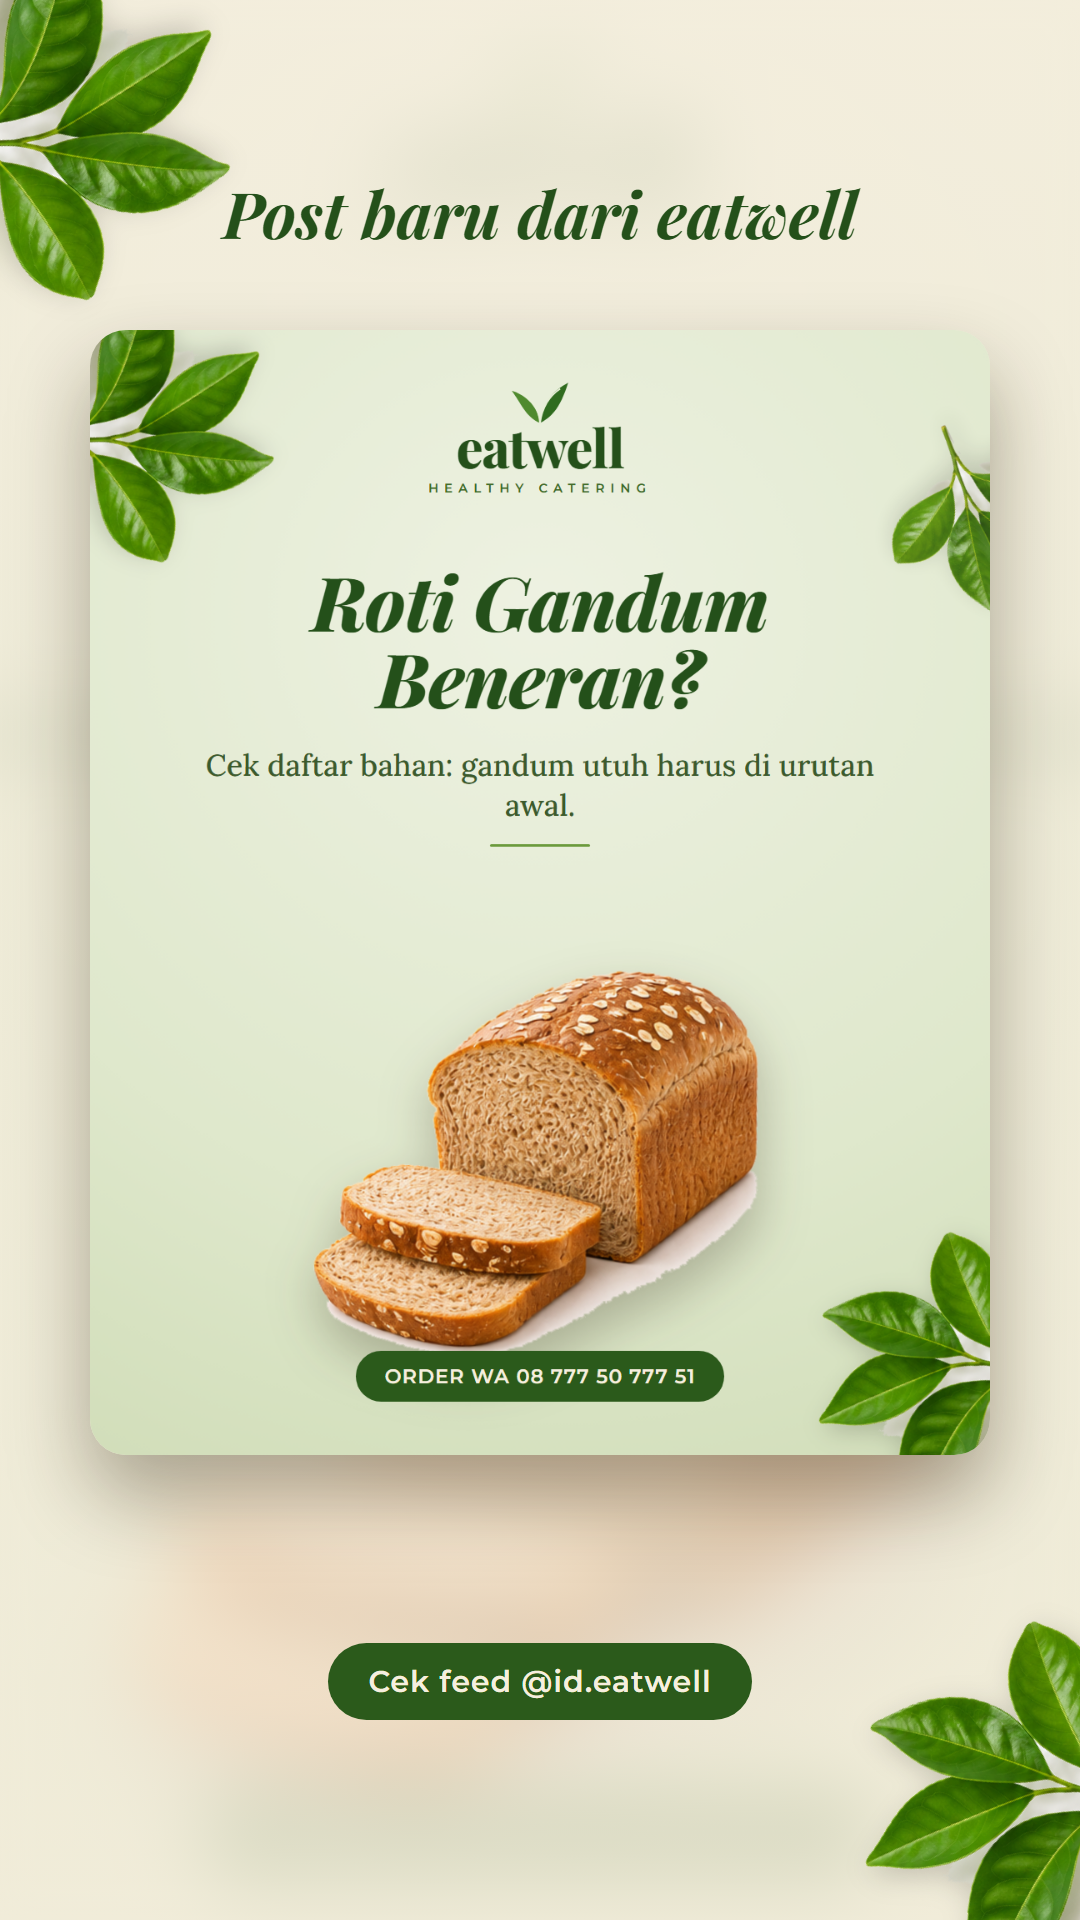 Post baru dari eatwell
eatwell
HEALTHY CATERING
Roti Gandum
Beneran?
Cek daftar bahan: gandum utuh harus di urutan
awal.
ORDER WA 08 777 50 777 51
Cek feed @id.eatwell